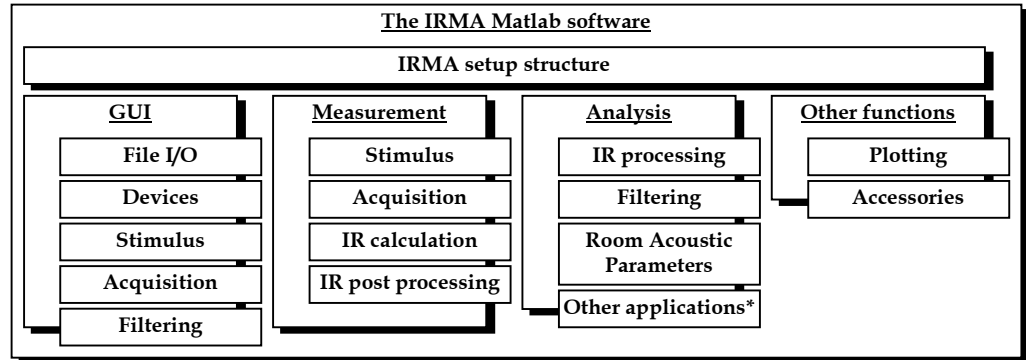 The IRMA Matlab software
IRMA setup structure
GUI
File I/O
Devices
Stimulus
Acquisition
Filtering
Measurement
Stimulus
Acquisition
IR calculation
IR post processing
Analysis
IR processing
Filtering
Room Acoustic
Parameters
Other applications*
Other functions
Plotting
Accessories